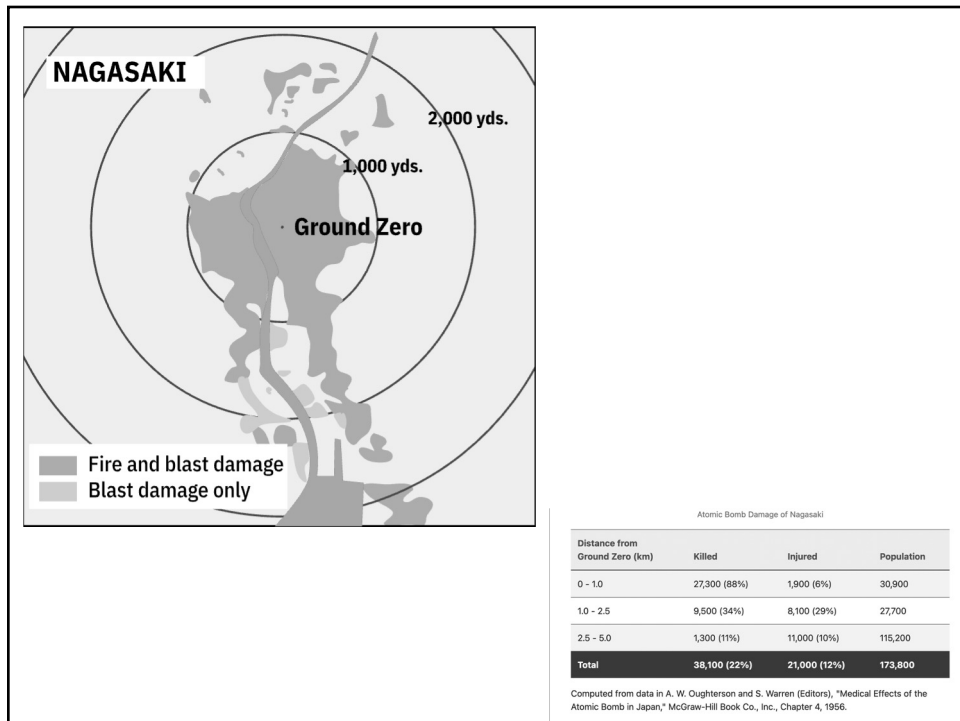 NAGASAKI
2,000 yds.
1,000 yds.
Ground Zero
Fire and blast damage
Blast damage only
Atomic Bomb Damage of Nagasaki
Distance from
Ground Zero (km) Killed Injured Population
0 - 1.0 27,300 (88%) 1,900 (6%) 30,900
1.0 - 2.5 9,500 (34%) 8,100 (29%) 27,700
2.5 - 5.0 1,300 (11%) 11,000 (10%) 115,200
Total 38,100 (22%) 21,000 (12%) 173,800
Computed from data in A. W. Oughterson and S. Warren (Editors), "Medical Effects of the
Atomic Bomb in Japan," McGraw-Hill Book Co., Inc., Chapter 4, 1956.